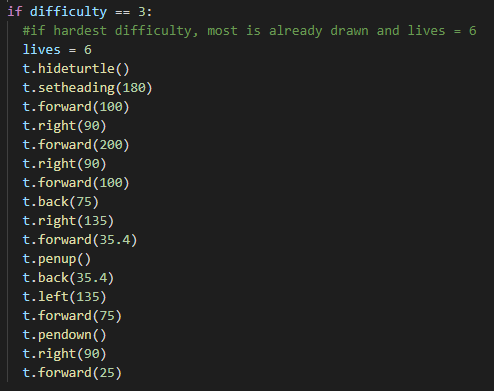 if difficulty == 3:
#if hardest difficulty, most is already drawn and lives = 6
lives = 6
t.hideturtle()
t.setheading(180)
t.forward(100)
t.right(90)
t.forward(200)
t.right(90)
t.forward(100)
t.back(75)
t.right(135)
t.forward(35.4)
t.penup()
t.back(35.4)
t.left(135)
t.forward(75)
t.pendown()
t.right(90)
t.forward(25)